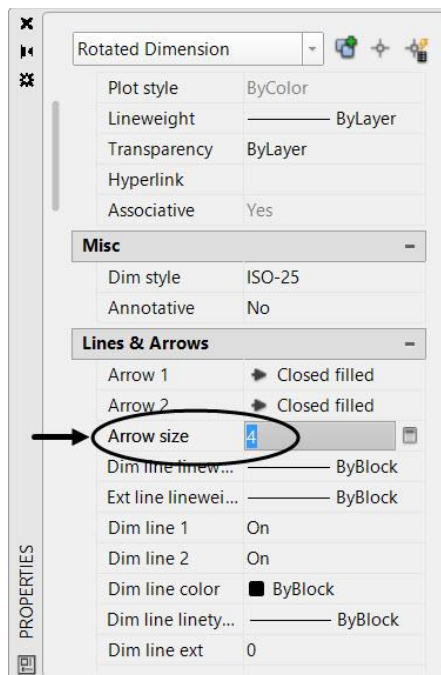 Rotated Dimension
Plot style ByColor
Lineweight ByLayer
Transparency ByLayer
Hyperlink
Associative Yes
Misc
Dim style ISO-25
Annotative No
Lines & Arrows
Arrow 1 Closed filled
Arrow 2 Closed filled
Arrow size 4
Dim line linew... ByBlock
Ext line linewei... ByBlock
Dim line 1 On
Dim line 2 On
Dim line color ByBlock
Dim line linety... ByBlock
Dim line ext 0
PROPERTIES